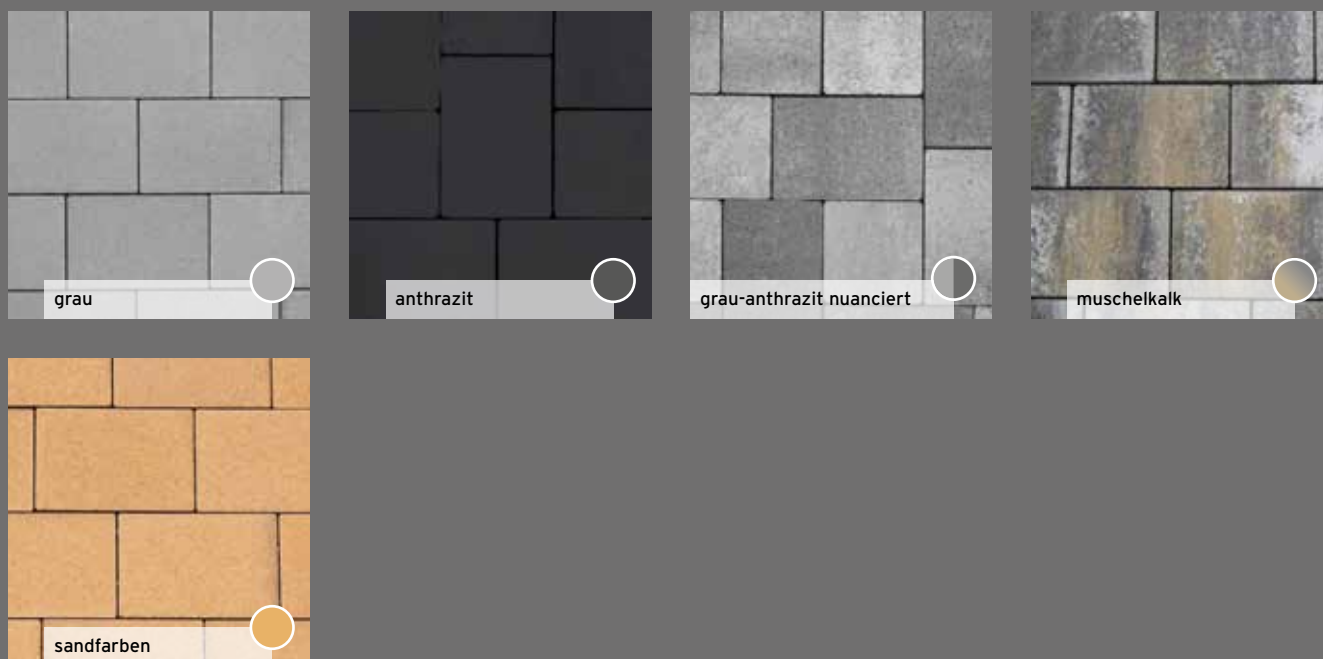 grau
anthrazit
grau-anthrazit nuanciert
muschelkalk
sandfarben